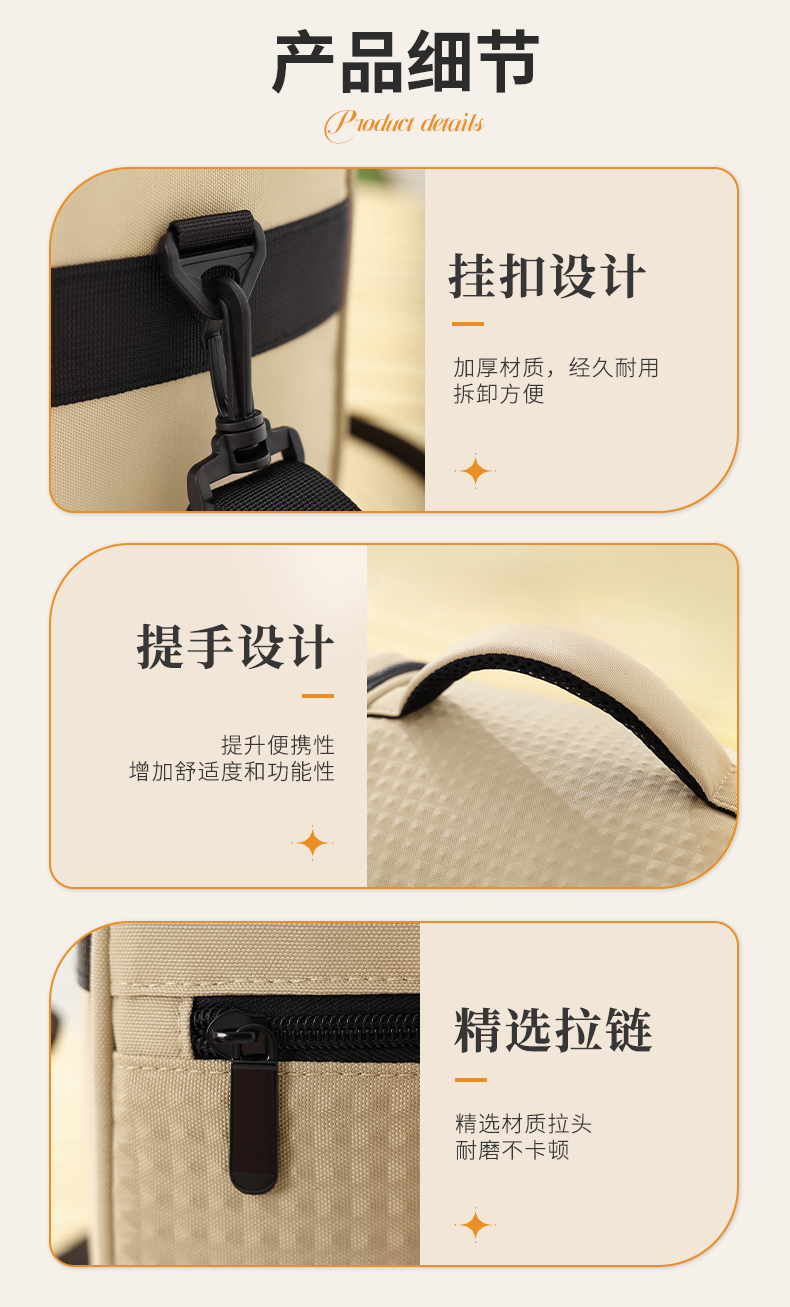 产品细节
Product details
挂扣设计
加厚材质，经久耐用
拆卸方便
提手设计
提升便携性
增加舒适度和功能性
精选拉链
精选材质拉头
耐磨不卡顿